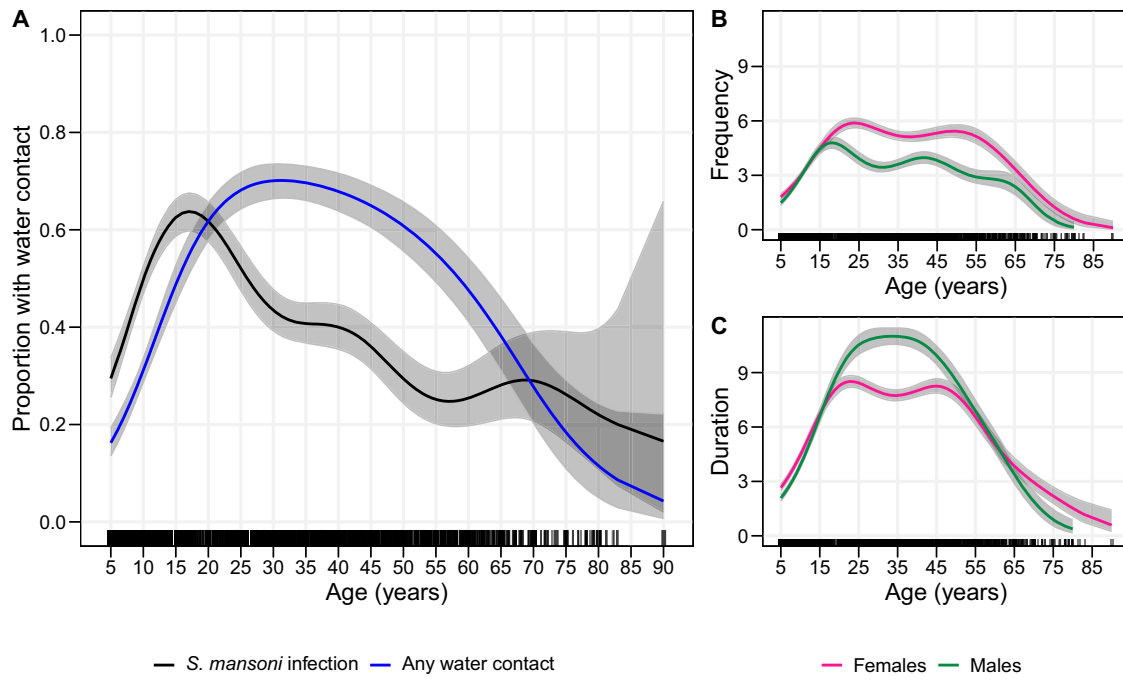 A
Proportion with water contact
1.0
0.8
0.6
0.4
0.2
0.0
5 10 15 20 25 30 35 40 45 50 55 60 65 70 75 80 85 90
Age (years)
S. mansoni infection Any water contact
B
Frequency
9
6
3
0
5 15 25 35 45 55 65 75 85
Age (years)
C
Duration
9
6
3
0
5 15 25 35 45 55 65 75 85
Age (years)
Females Males